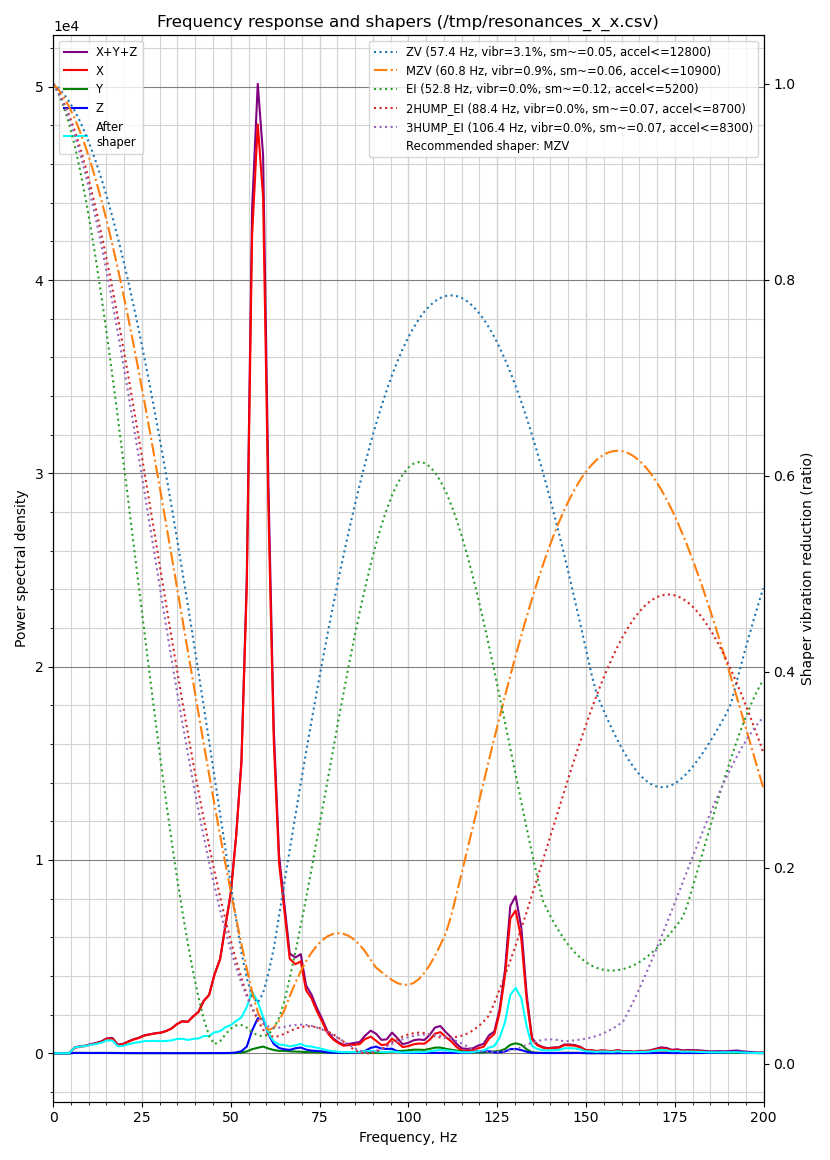 Frequency response and shapers (/tmp/resonances_x_x.csv)
1e4
X+Y+Z
X
Y
Z
After
shaper
ZV (57.4 Hz, vibr=3.1%, sm~=0.05, accel<=12800)
MZV (60.8 Hz, vibr=0.9%, sm~=0.06, accel<=10900)
EI (52.8 Hz, vibr=0.0%, sm~=0.12, accel<=5200)
2HUMP_EI (88.4 Hz, vibr=0.0%, sm~=0.07, accel<=8700)
3HUMP_EI (106.4 Hz, vibr=0.0%, sm~=0.07, accel<=8300)
Recommended shaper: MZV
Power spectral density
5
4
3
2
1
0
1.0
0.8
0.6
0.4
0.2
0.0
Shaper vibration reduction (ratio)
0 25 50 75 100 125 150 175 200
Frequency, Hz